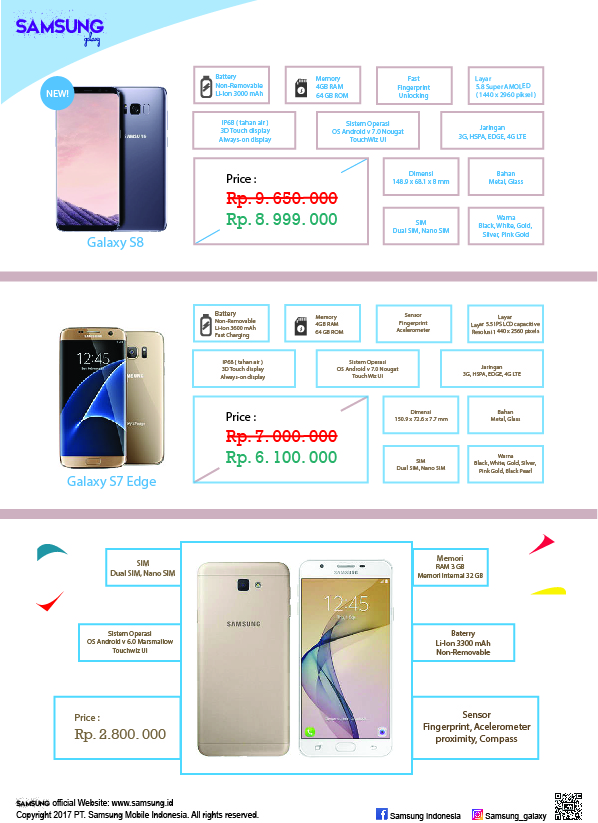 SAMSUNG
galaxy
NEW!
Galaxy S8
Battery
Non-Removable
Li-Ion 3000 mAh
Memory
4GB RAM
64 GB ROM
Fast
Fingerprint
Unlocking
Layar
5.8 Super AMOLED
(1440 x 2960 piksel)
IP68 ( tahan air )
3D Touch display
Always-on display
Sistem Operasi
OS Android v 7.0 Nougat
TouchWiz UI
Jaringan
3G, HSPA, EDGE, 4G LTE
Price :
Rp. 9. 650. 000
Rp. 8. 999. 000
Dimensi
148.9 x 68.1 x 8 mm
Bahan
Metal, Glass
SIM
Dual SIM, Nano SIM
Warna
Black, White, Gold,
Silver, Pink Gold
SAMSUNG
12:45
Galaxy S7 Edge
Battery
Non-Removable
Li-Ion 3600 mAh
Fast Charging
Memory
4GB RAM
64 GB ROM
Sensor
Fingerprint
Acelerometer
Layar
Layar 5.5 IPS LCD capacitive
Resolusi 1440 x 2560 pixels
IP68 ( tahan air )
3D Touch display
Always-on display
Sistem Operasi
OS Android v 7.0 Nougat
TouchWiz UI
Jaringan
3G, HSPA, EDGE, 4G LTE
Price :
Rp. 7. 000. 000
Rp. 6. 100. 000
Dimensi
150.9 x 72.6 x 7.7 mm
Bahan
Metal, Glass
SIM
Dual SIM, Nano SIM
Warna
Black, White, Gold, Silver,
Pink Gold, Black Pearl
SIM
Dual SIM, Nano SIM
Sistem Operasi
OS Android v 6.0 Marsmallow
Touchwiz UI
Price :
Rp. 2.800. 000
SAMSUNG
SAMSUNG
12:45
Memori
RAM 3 GB
Memori Internal 32 GB
Baterry
Li-Ion 3300 mAh
Non-Removable
Sensor
Fingerprint, Acelerometer
proximity, Compass
SAMSUNG official Website: www.samsung.id
Copyright 2017 PT. Samsung Mobile Indonesia. All rights reserved.
Samsung Indonesia
Samsung_galaxy